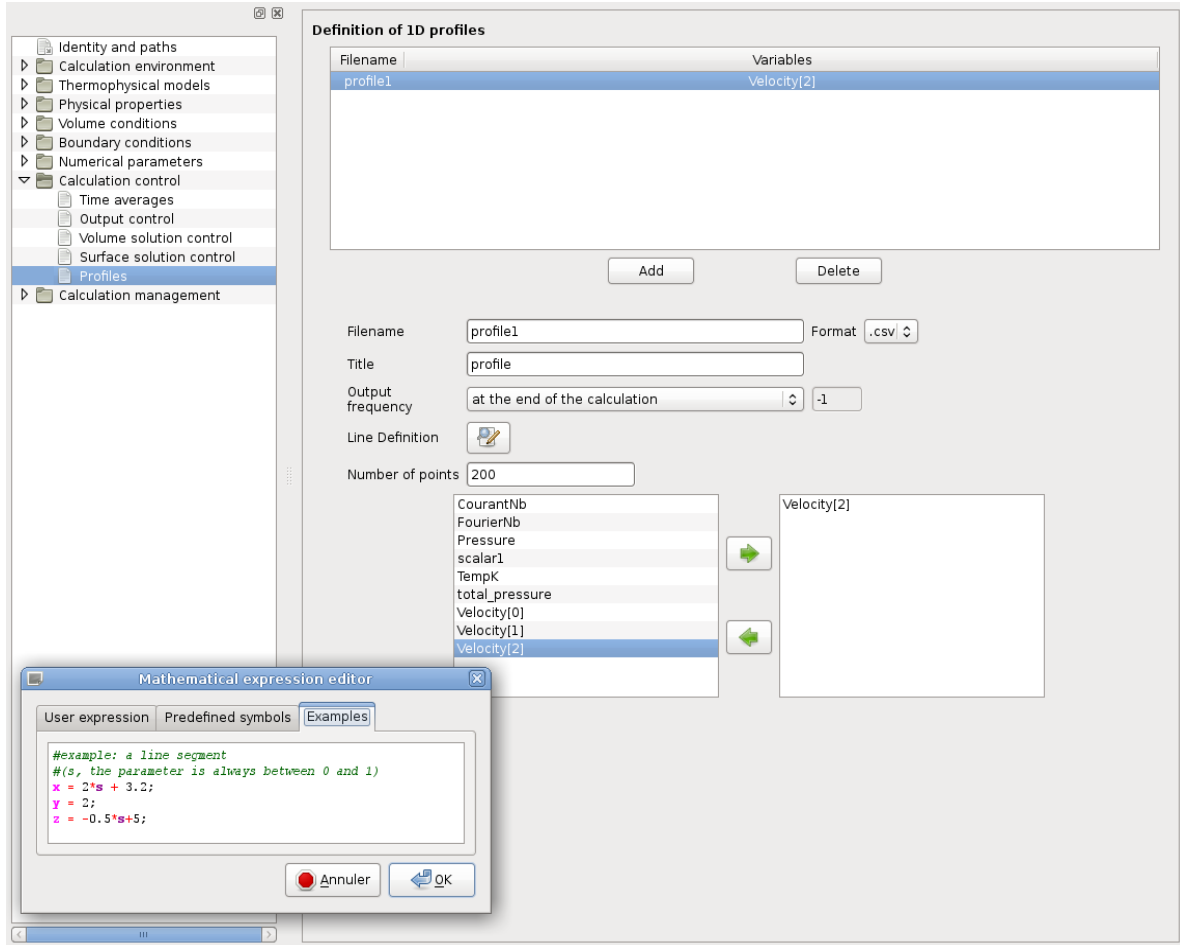 Identity and paths
Calculation environment
Thermophysical models
Physical properties
Volume conditions
Boundary conditions
Numerical parameters
Calculation control
Time averages
Output control
Volume solution control
Surface solution control
Profiles
Calculation management
Definition of 1D profiles
Filename Variables
profile1 Velocity[2]
Add Delete
Filename profile1 Format .csv
Title profile
Output frequency at the end of the calculation -1
Line Definition
Number of points 200
CourantNb
FourierNb
Pressure
scalar1
TempK
total_pressure
Velocity[0]
Velocity[1]
Velocity[2]
Velocity[2]
Mathematical expression editor
User expression Predefined symbols Examples
#example: a line segment
#(s, the parameter is always between 0 and 1)
x = 2*s + 3.2;
y = 2;
z = -0.5*s+5;
Annuler OK